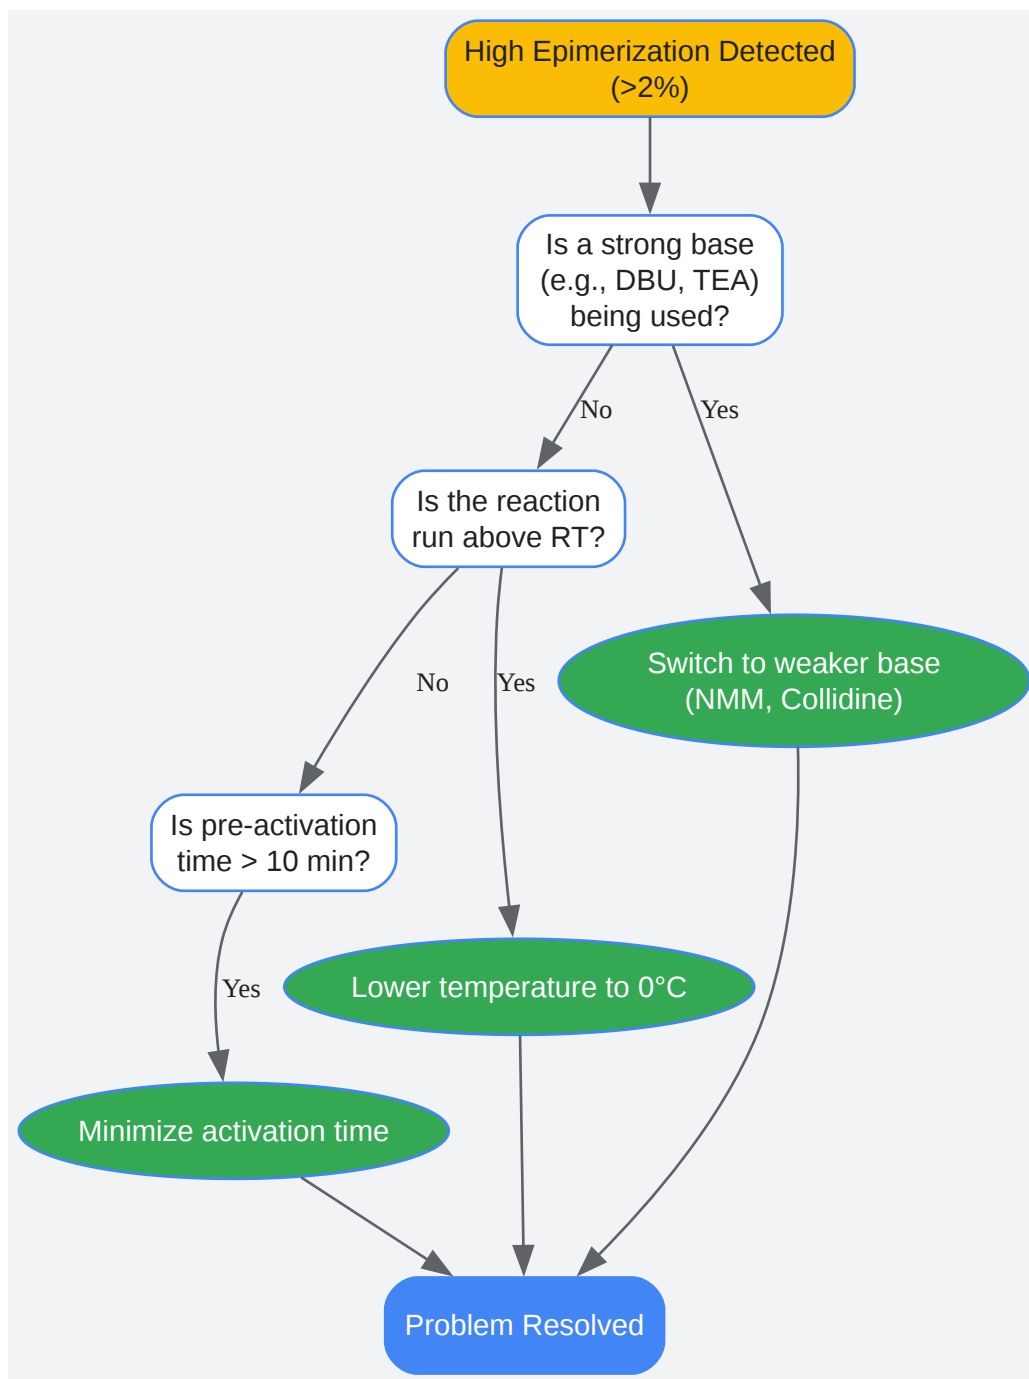 High Epimerization Detected
(>2%)
Is a strong base
(e.g., DBU, TEA)
being used?
No
Yes
Is the reaction
run above RT?
Switch to weaker base
(NMM, Collidine)
No
Yes
Is pre-activation
time > 10 min?
Yes
Lower temperature to 0°C
Minimize activation time
Problem Resolved